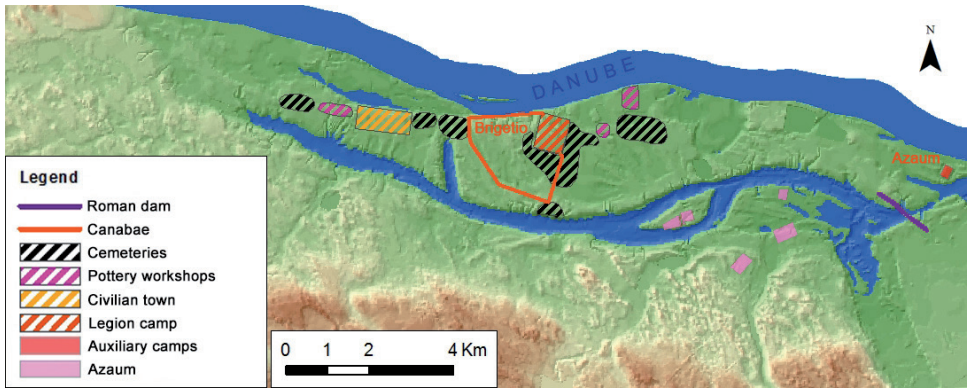 N
DANUBE
Brigetio
Azaum
Legend
Roman dam
Canabae
Cemeteries
Pottery workshops
Civilian town
Legion camp
Auxiliary camps
Azaum
0 1 2 4 Km